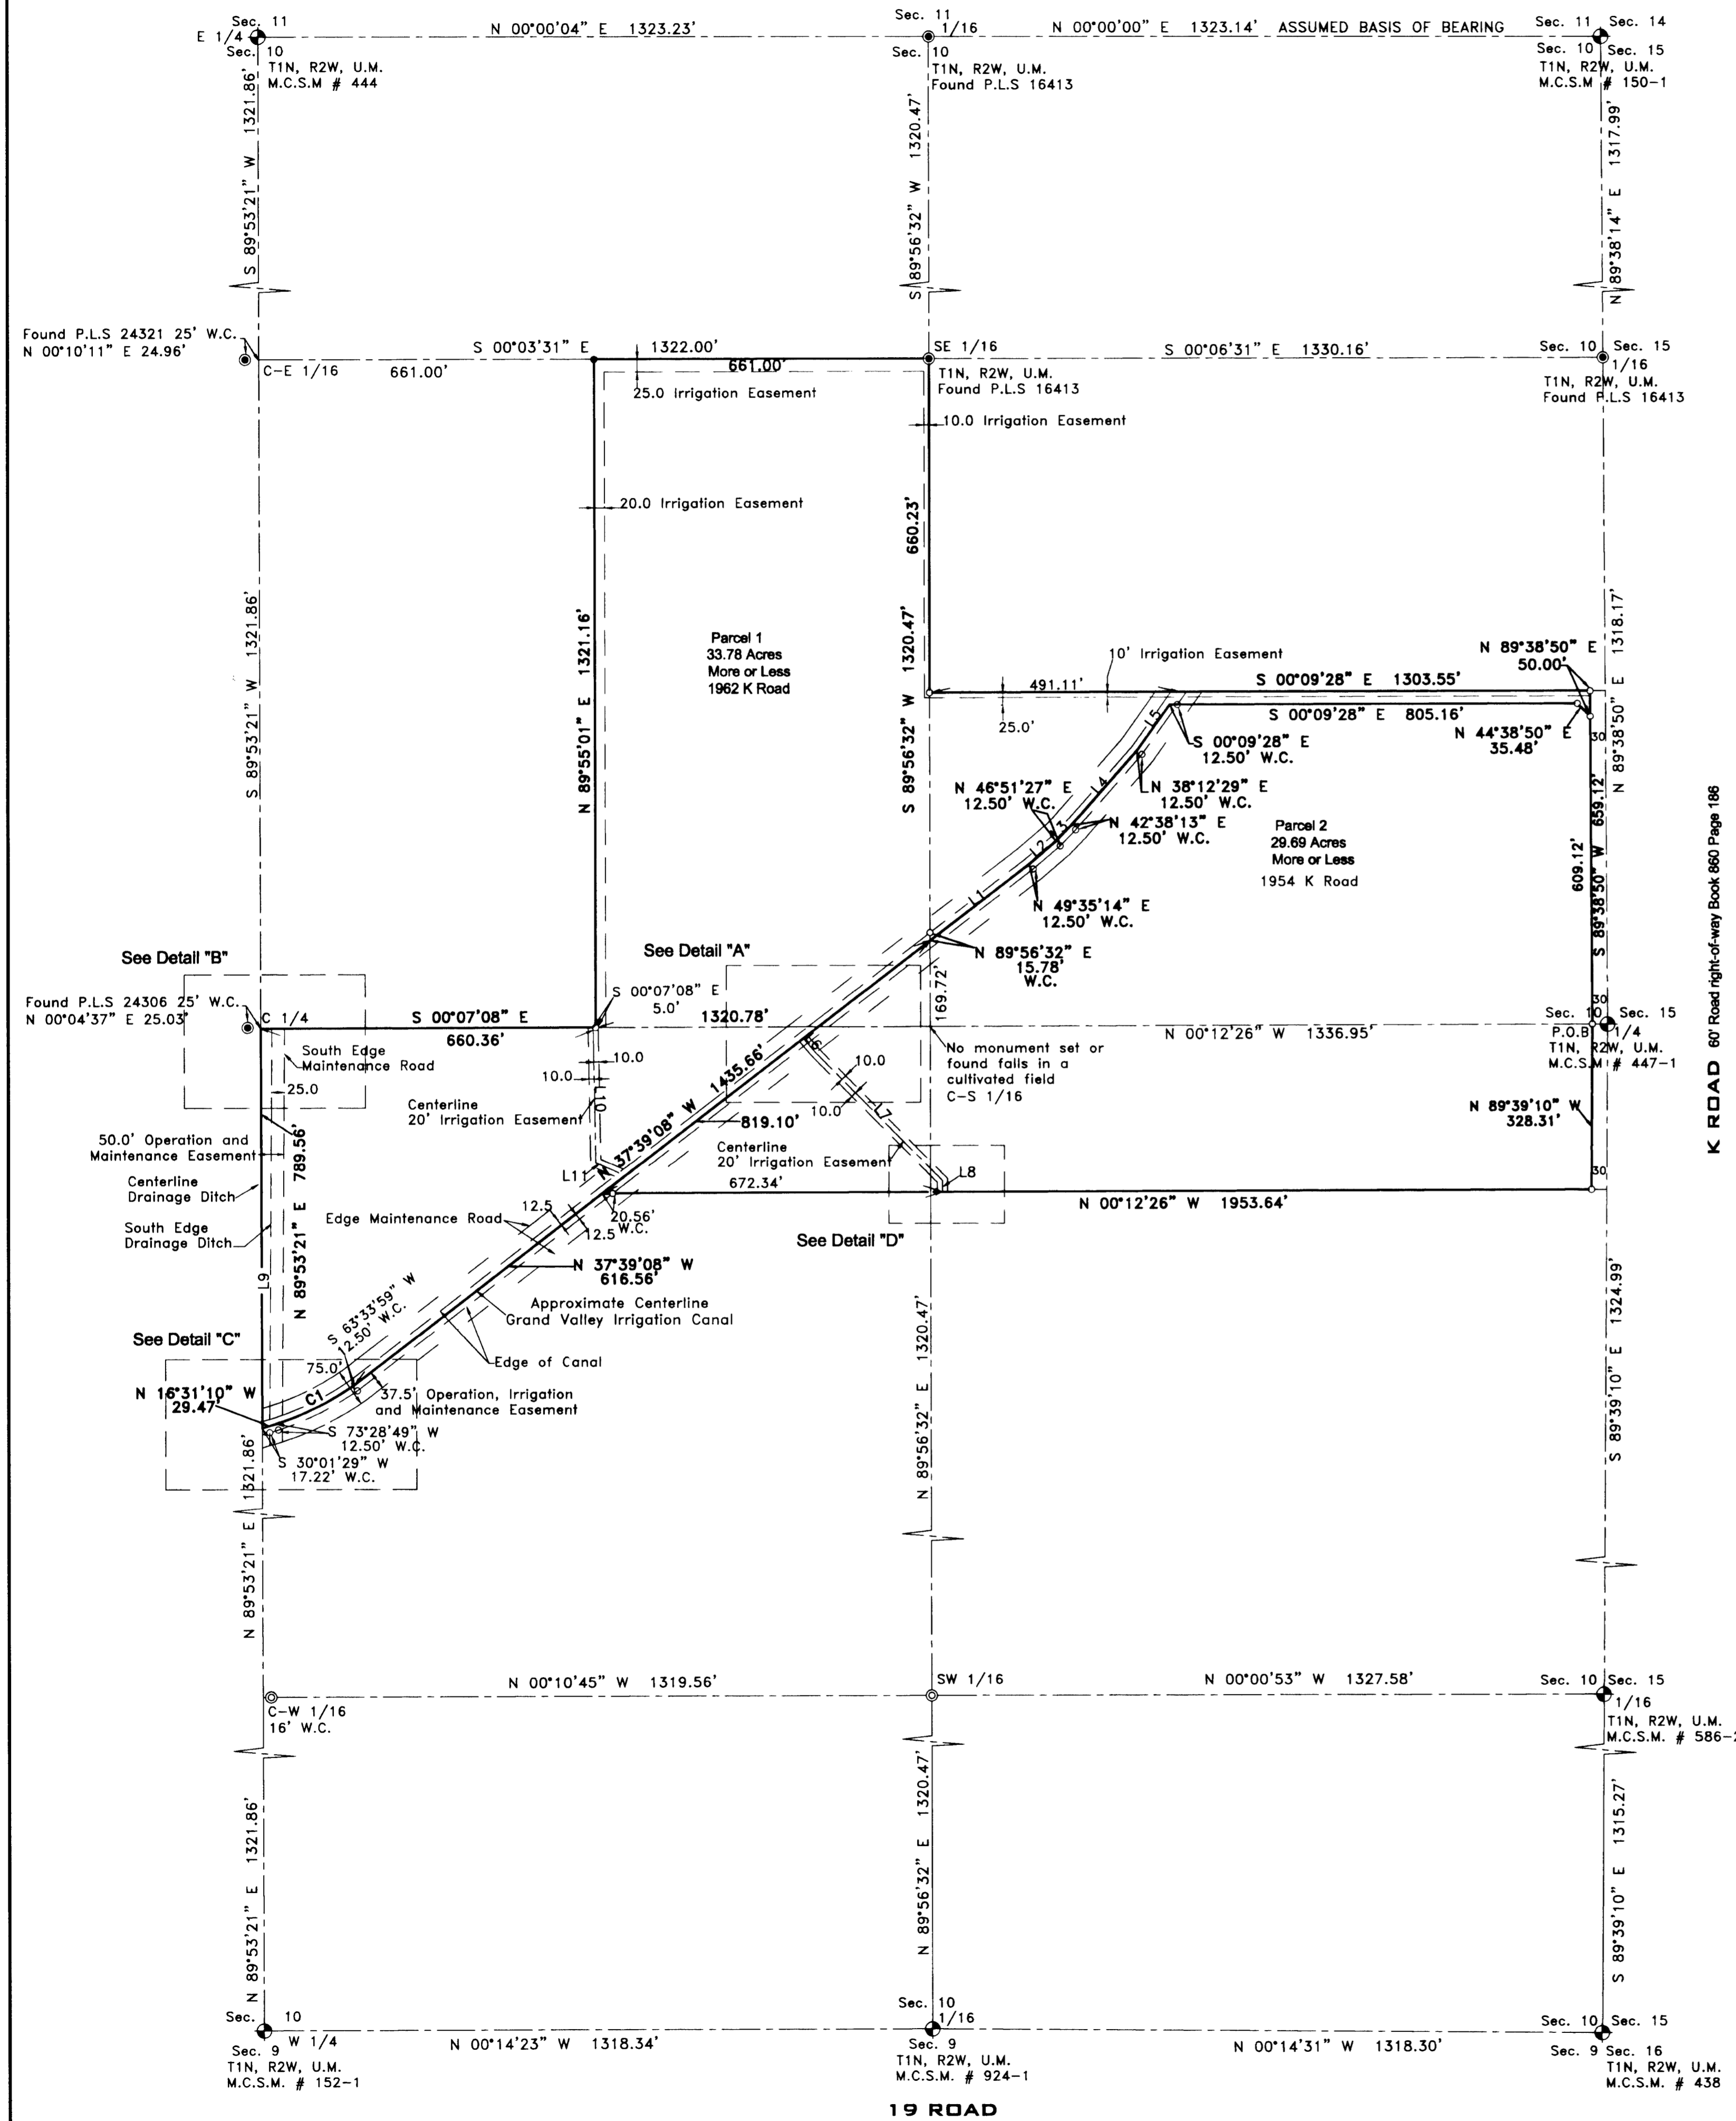 Sec. 11
E 1/4
Sec. 10
T1N, R2W, U.M.
M.C.S.M # 444
N 00°00'04" E 1323.23'
Sec. 11
1/16
Sec. 10
T1N, R2W, U.M.
Found P.L.S 16413
N 00°00'00" E 1323.14' ASSUMED BASIS OF BEARING
Sec. 11 Sec. 14
Sec. 10 Sec. 15
T1N, R2W, U.M.
M.C.S.M # 150-1
S 89°53'21" W 1321.86'
S 89°56'32" W 1320.47'
N 89°38'14" E 1317.99'
Found P.L.S 24321 25' W.C.
N 00°10'11" E 24.96'
C-E 1/16
S 00°03'31" E 1322.00'
661.00'
661.00'
25.0 Irrigation Easement
SE 1/16
T1N, R2W, U.M.
Found P.L.S 16413
S 00°06'31" E 1330.16'
Sec. 10 Sec. 15
1/16
T1N, R2W, U.M.
Found P.L.S 16413
10.0 Irrigation Easement
20.0 Irrigation Easement
660.23'
S 89°53'21" W 1321.86'
N 89°55'01" E 1321.16'
S 89°56'32" W 1320.47'
N 89°38'50" E 1318.17'
Parcel 1
33.78 Acres
More or Less
1962 K Road
10' Irrigation Easement
N 89°38'50" E
50.00'
491.11'
S 00°09'28" E 1303.55'
25.0'
S 00°09'28" E 805.16'
N 44°38'50" E
35.48'
30
L5
S 00°09'28" E
12.50' W.C.
L4
N 38°12'29" E
12.50' W.C.
N 46°51'27" E
12.50' W.C.
L3
N 42°38'13" E
12.50' W.C.
L2
Parcel 2
29.69 Acres
More or Less
1954 K Road
609.12'
S 89°38'50" W 659.12'
L1
N 49°35'14" E
12.50' W.C.
N 89°56'32" E
15.78'
W.C.
K ROAD 60' Road right-of-way Book 860 Page 186
See Detail "B"
See Detail "A"
Found P.L.S 24306 25' W.C.
N 00°04'37" E 25.03'
C 1/4
S 00°07'08" E
660.36'
S 00°07'08" E
5.0'
1320.78'
169.72'
N 00°12'26" W 1336.95'
30
Sec. 10 Sec. 15
P.O.B 1/4
T1N, R2W, U.M.
M.C.S.M # 447-1
South Edge
Maintenance Road
25.0
10.0
10.0
L10
L6
10.0
10.0
L7
No monument set or
found falls in a
cultivated field
C-S 1/16
N 89°39'10" W
328.31'
Centerline
20' Irrigation Easement
N 37°39'08" W 1435.66'
819.10'
50.0' Operation and
Maintenance Easement
Centerline
Drainage Ditch
South Edge
Drainage Ditch
N 89°53'21" E 789.56'
L9
Centerline
20' Irrigation Easement
L11
L8
672.34'
30
N 00°12'26" W 1953.64'
Edge Maintenance Road
12.5
12.5
20.56'
W.C.
See Detail "D"
N 37°39'08" W
616.56'
Approximate Centerline
Grand Valley Irrigation Canal
Edge of Canal
S 63°33'59" W
12.50' W.C.
See Detail "C"
75.0'
N 16°31'10" W
29.47'
C1
37.5' Operation, Irrigation
and Maintenance Easement
S 73°28'49" W
12.50' W.C.
S 30°01'29" W
17.22' W.C.
N 89°53'21" E 1321.86'
N 89°56'32" E 1320.47'
S 89°39'10" E 1324.99'
C-W 1/16
16' W.C.
N 00°10'45" W 1319.56'
SW 1/16
N 00°00'53" W 1327.58'
Sec. 10 Sec. 15
1/16
T1N, R2W, U.M.
M.C.S.M. # 586-
N 89°53'21" E 1321.86'
N 89°56'32" E 1320.47'
S 89°39'10" E 1315.27'
Sec. 10
W 1/4
Sec. 9
T1N, R2W, U.M.
M.C.S.M. # 152-1
N 00°14'23" W 1318.34'
Sec. 10
1/16
Sec. 9
T1N, R2W, U.M.
M.C.S.M. # 924-1
N 00°14'31" W 1318.30'
Sec. 10 Sec. 15
Sec. 9 Sec. 16
T1N, R2W, U.M.
M.C.S.M. # 438
19 ROAD